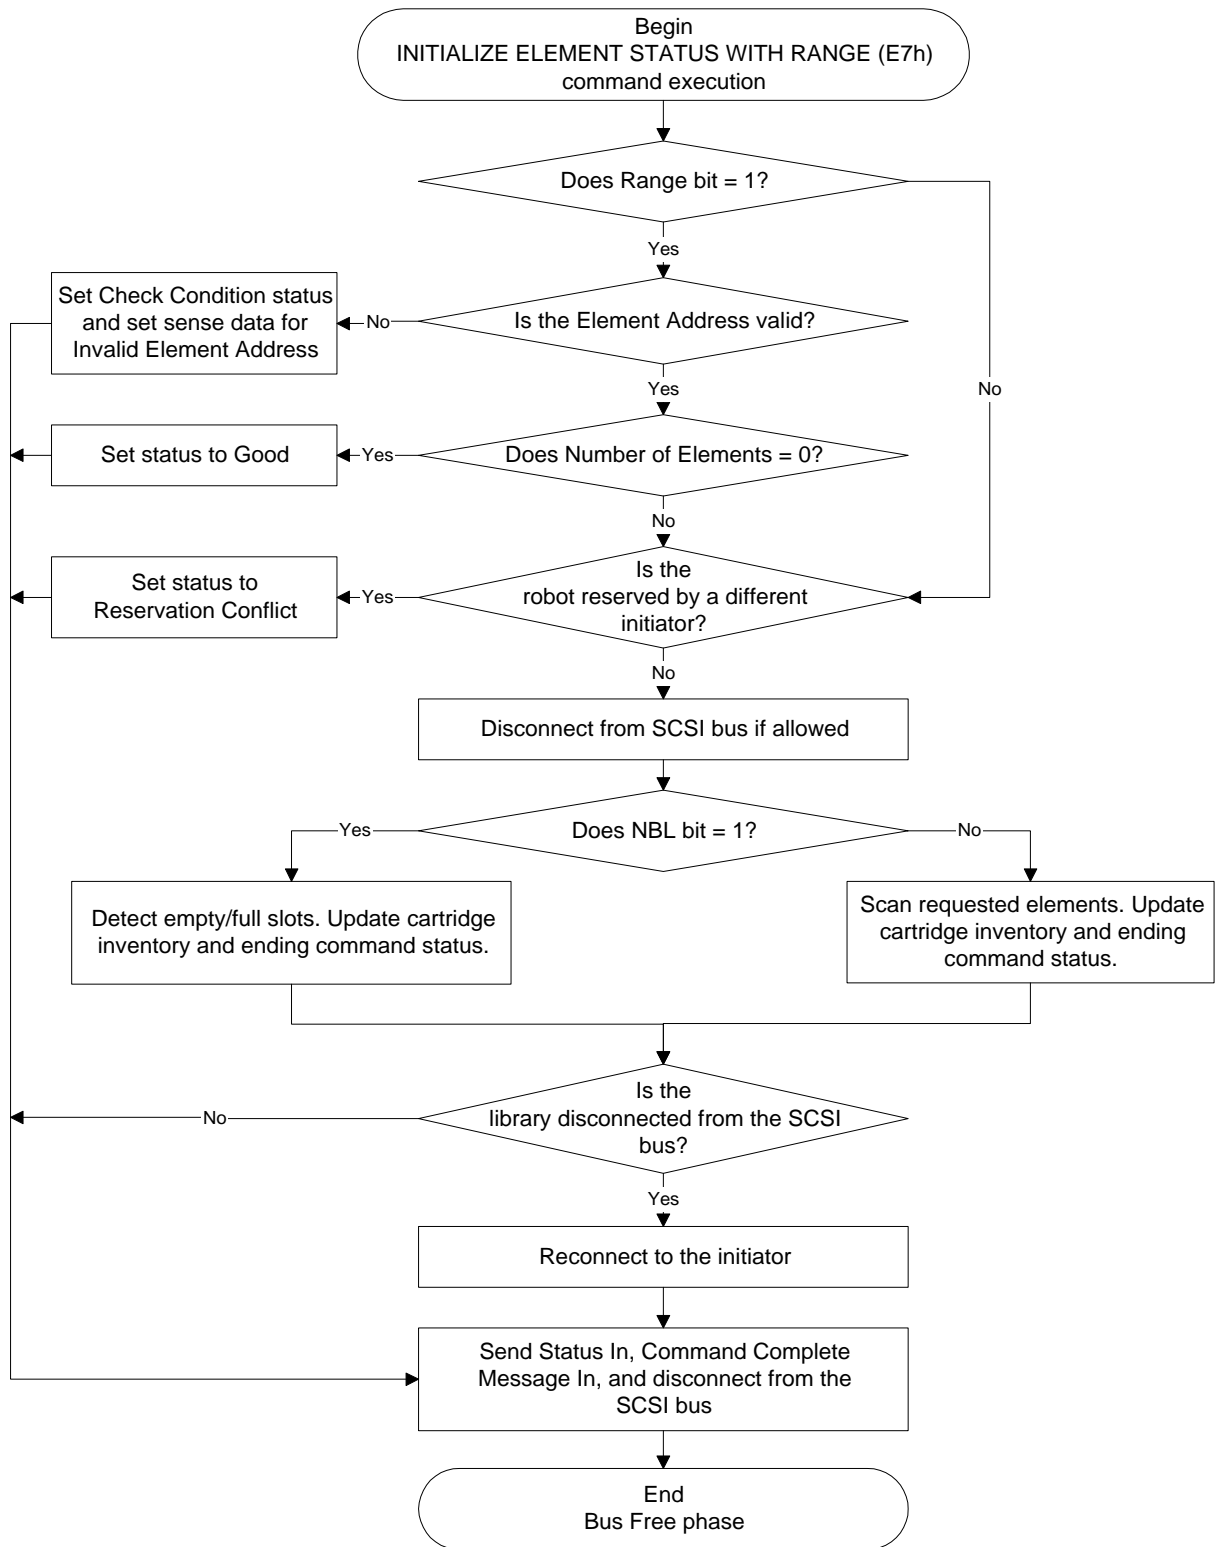 Begin
INITIALIZE ELEMENT STATUS WITH RANGE (E7h)
command execution
Does Range bit = 1?
Yes
Set Check Condition status
and set sense data for
Invalid Element Address
No
Is the Element Address valid?
Yes
No
Set status to Good
Yes
Does Number of Elements = 0?
No
Set status to
Reservation Conflict
Yes
Is the
robot reserved by a different
initiator?
No
Disconnect from SCSI bus if allowed
Yes
Does NBL bit = 1?
No
Detect empty/full slots. Update cartridge
inventory and ending command status.
Scan requested elements. Update
cartridge inventory and ending
command status.
No
Is the
library disconnected from the SCSI
bus?
Yes
Reconnect to the initiator
Send Status In, Command Complete
Message In, and disconnect from the
SCSI bus
End
Bus Free phase